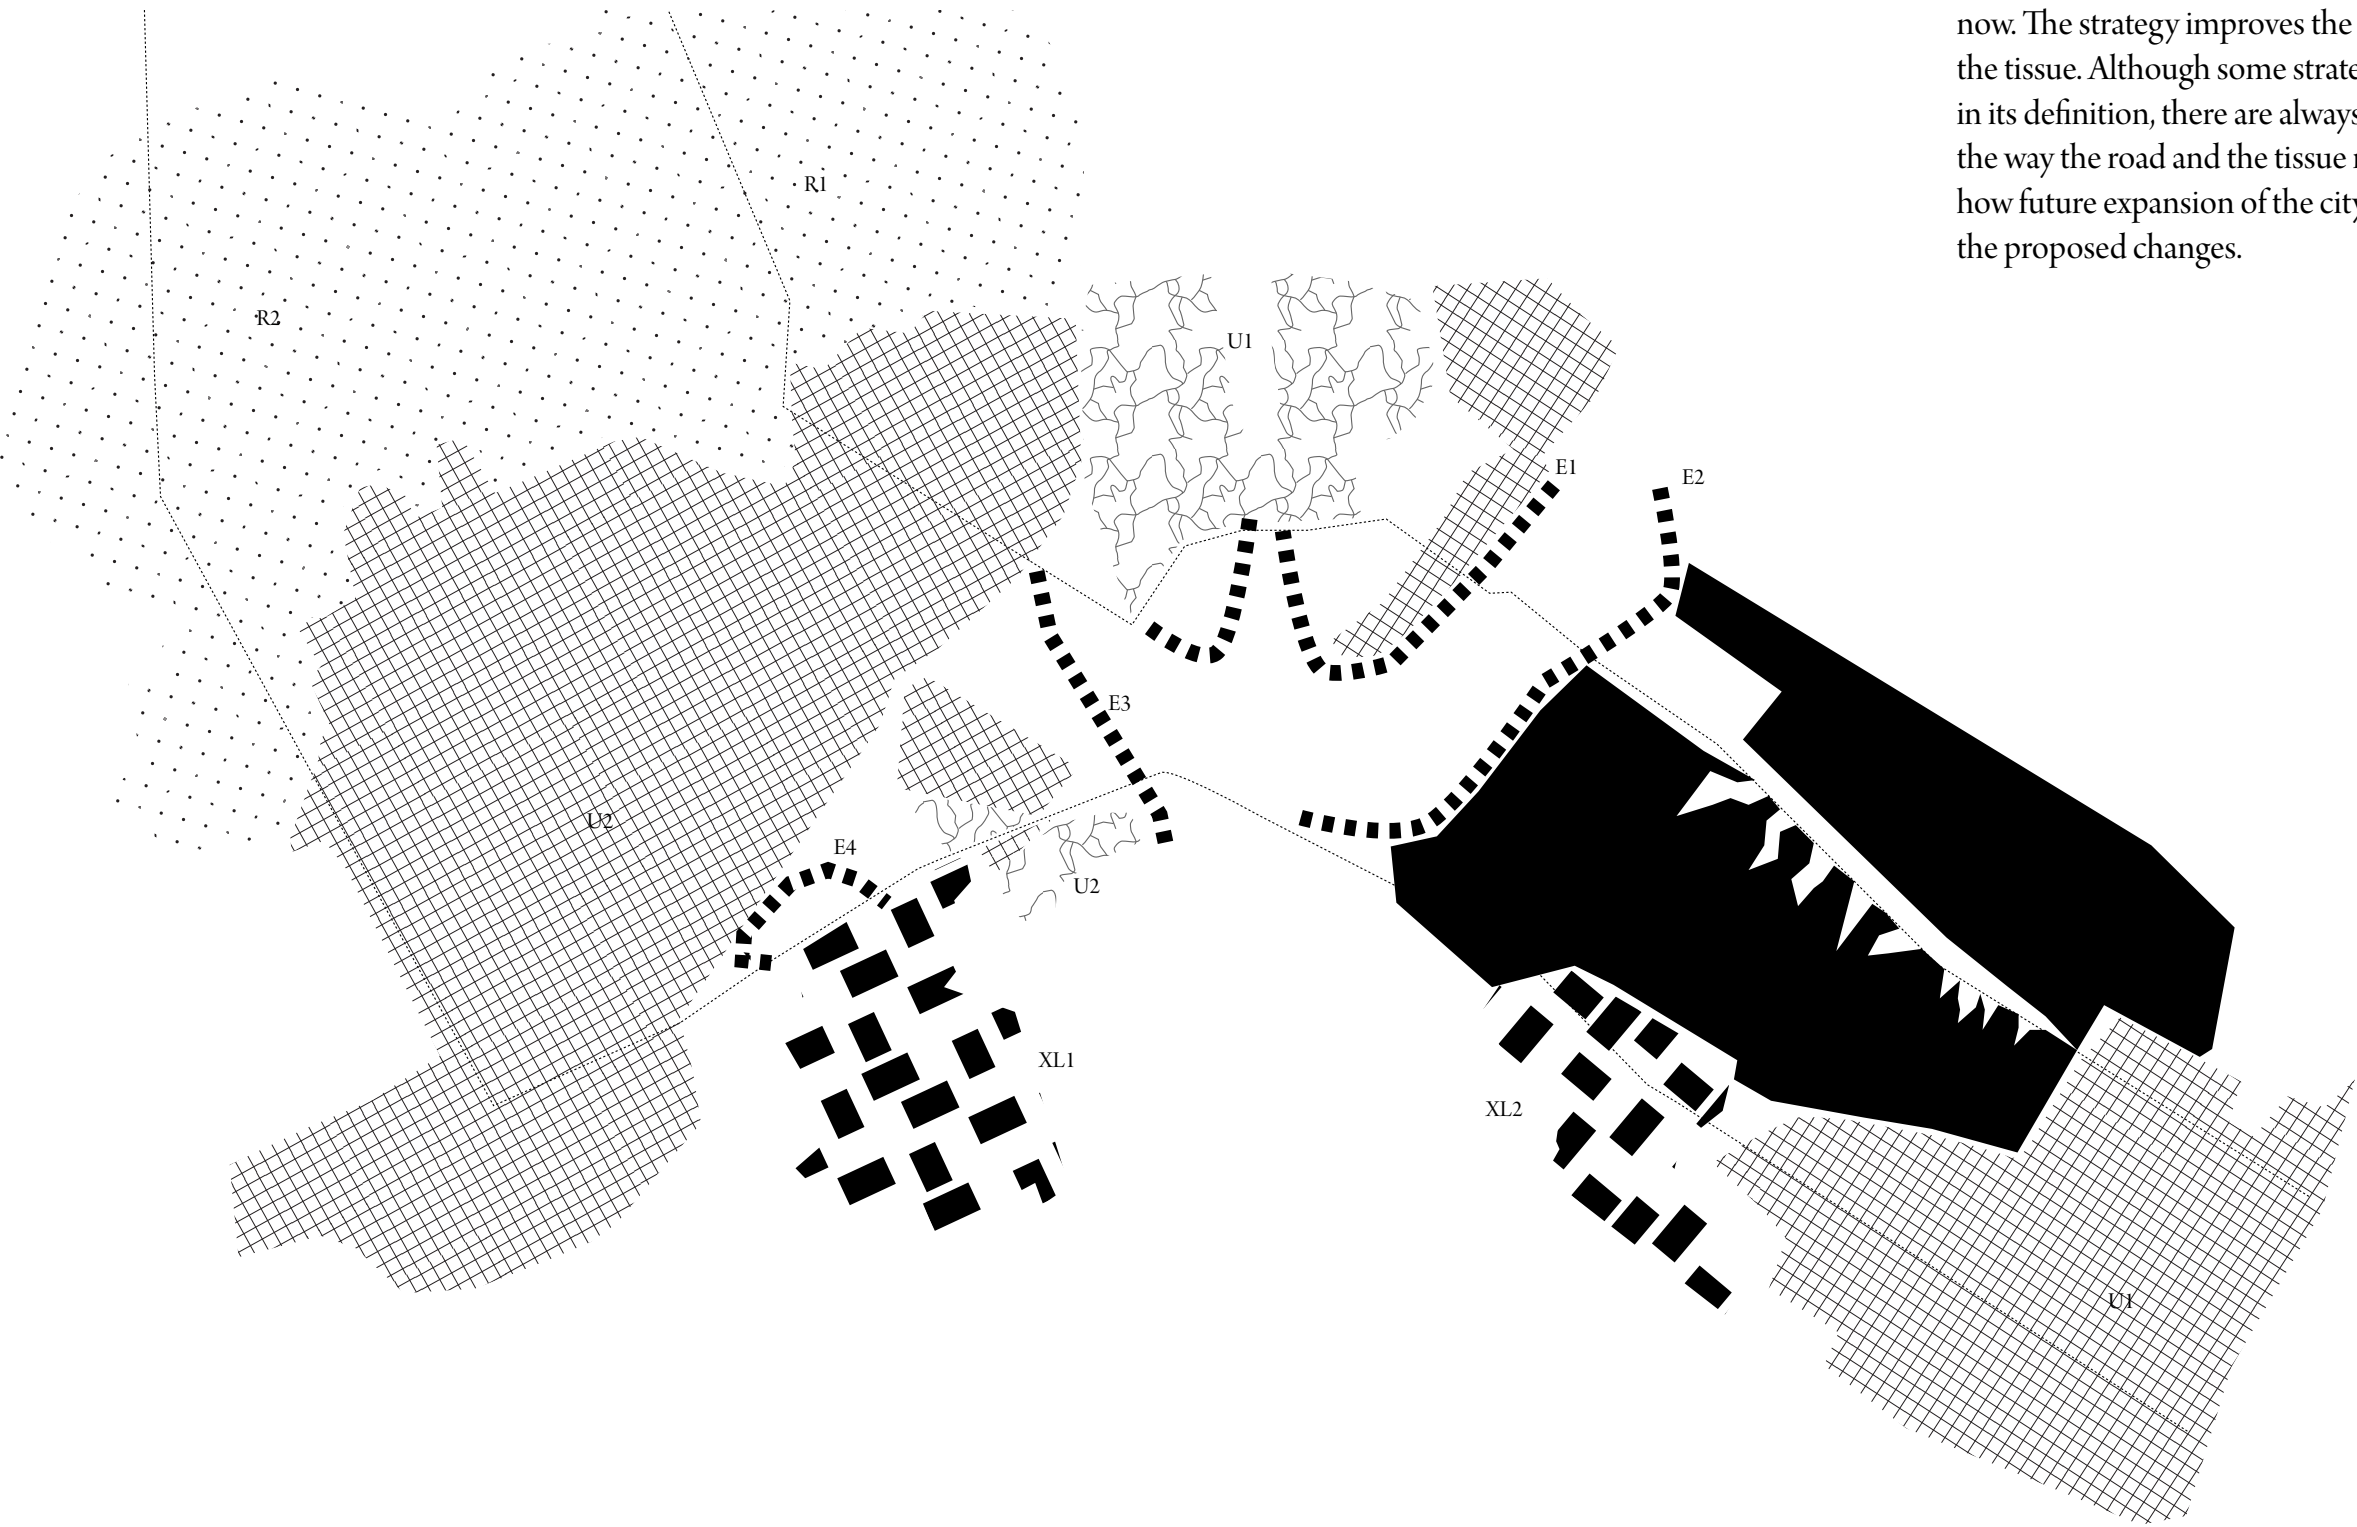 now. The strategy improves the
the tissue. Although some strate
in its definition, there are always
the way the road and the tissue
how future expansion of the city
the proposed changes.
R1
R2
U1
E1
E2
E3
U2
E4
U2
XL1
XL2
U1